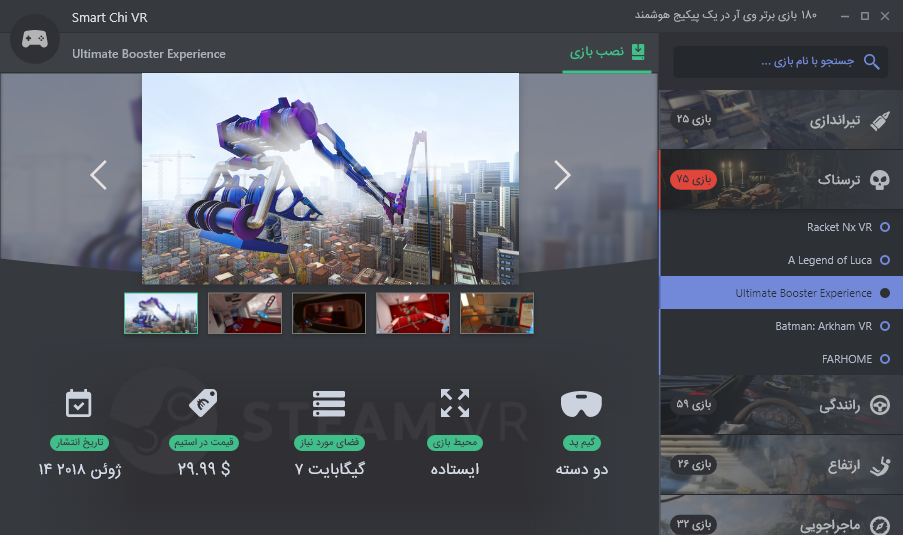 Smart Chi VR
۱۸۰ بازی برتر وی آر در یک پیکیج هوشمند
Ultimate Booster Experience
نصب بازی
جستجو با نام بازی ...
تیراندازی
۲۵ بازی
ترسناک
۷۵ بازی
Racket Nx VR
A Legend of Luca
Ultimate Booster Experience
Batman: Arkham VR
FARHOME
رانندگی
۵۹ بازی
ارتفاع
۲۶ بازی
ماجراجویی
۳۲ بازی
STEAM VR
گیم پد
دو دسته
محیط بازی
ایستاده
فضای مورد نیاز
۷ گیگابایت
قیمت در استیم
۲۹.۹۹ $
تاریخ انتشار
۱۴ ژوئن ۲۰۱۸